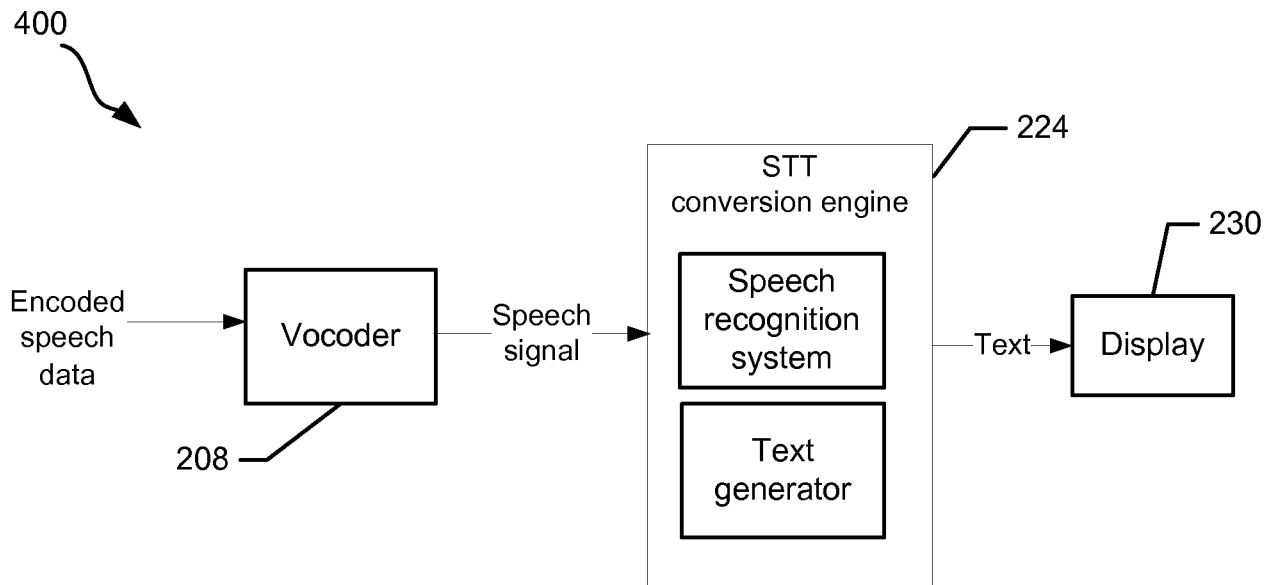 400
224
STT
conversion engine
230
Encoded
speech
data
Vocoder
Speech
signal
Speech
recognition
system
Text
Display
208
Text
generator